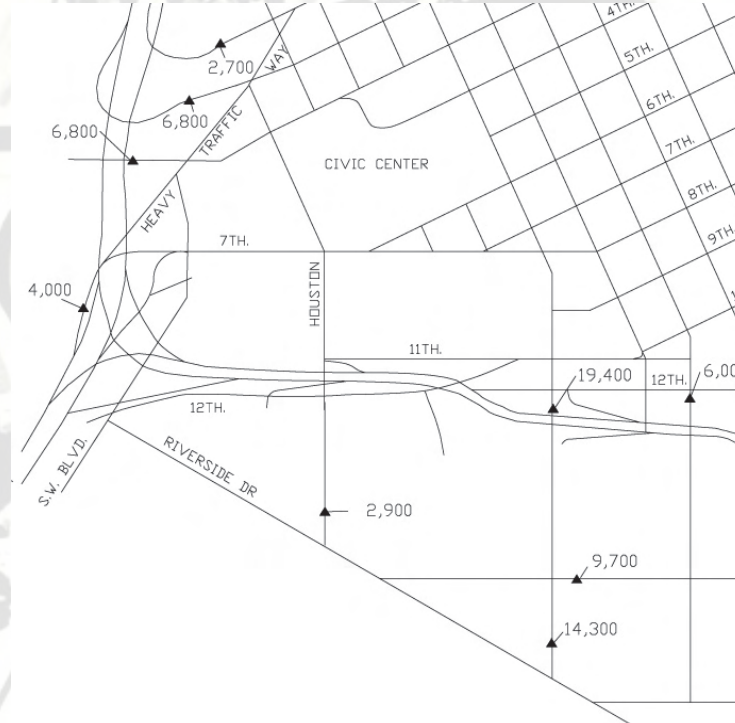 4TH.
5TH.
6TH.
7TH.
8TH.
9TH.
2,700
WAY
6,800
6,800
TRAFFIC
HEAVY
CIVIC CENTER
7TH.
4,000
HOUSTON
11TH.
19,400
12TH.
12TH.
S.W. BLVD.
RIVERSIDE DR
2,900
9,700
14,300